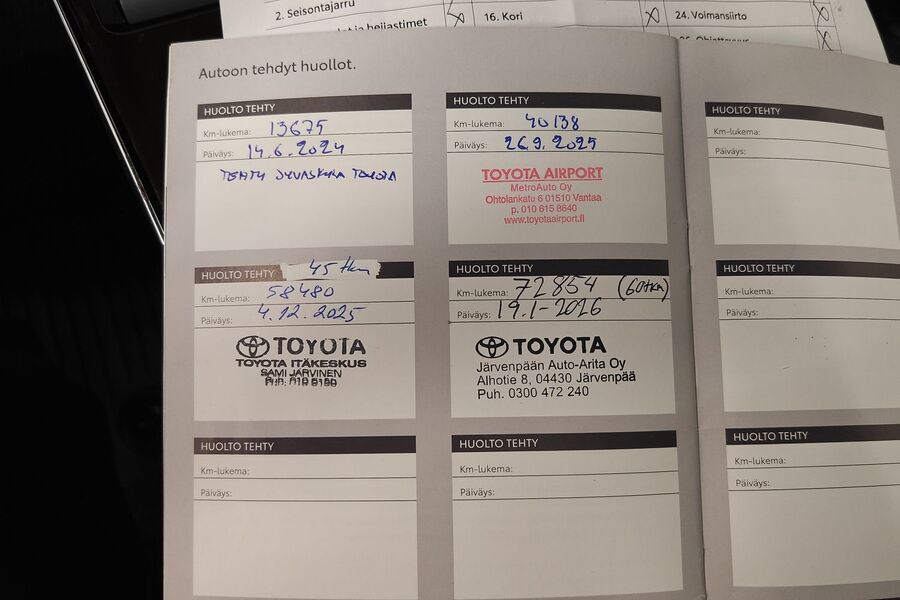 2. Seisontajarru
16. Kori
24. Voimansiirto
heijastimet
Autoon tehdyt huollot.
HUOLTO TEHTY
Km-lukema: 13675
Päiväys: 14.6.2024
TEHTY JYVÄSKYLÄ TOYOTA
HUOLTO TEHTY
Km-lukema: 40138
Päiväys: 26.9.2025
TOYOTA AIRPORT
MetroAuto Oy
Ohtolankatu 6 01510 Vantaa
p. 010 615 8640
www.toyotaairport.fi
HUOLTO TEHTY
Km-lukema:
Päiväys:
HUOLTO TEHTY 45 tkm
Km-lukema: 58480
Päiväys: 4.12.2025
TOYOTA
TOYOTA ITÄKESKUS
SAMI JÄRVINEN
HUOLTO TEHTY
Km-lukema: 72854 (60tkm)
Päiväys: 19.1-2026
TOYOTA
Järvenpään Auto-Arita Oy
Alhotie 8, 04430 Järvenpää
Puh. 0300 472 240
HUOLTO TEHTY
Km-lukema:
Päiväys:
HUOLTO TEHTY
Km-lukema:
Päiväys:
HUOLTO TEHTY
Km-lukema:
Päiväys:
HUOLTO TEHTY
Km-lukema:
Päiväys: